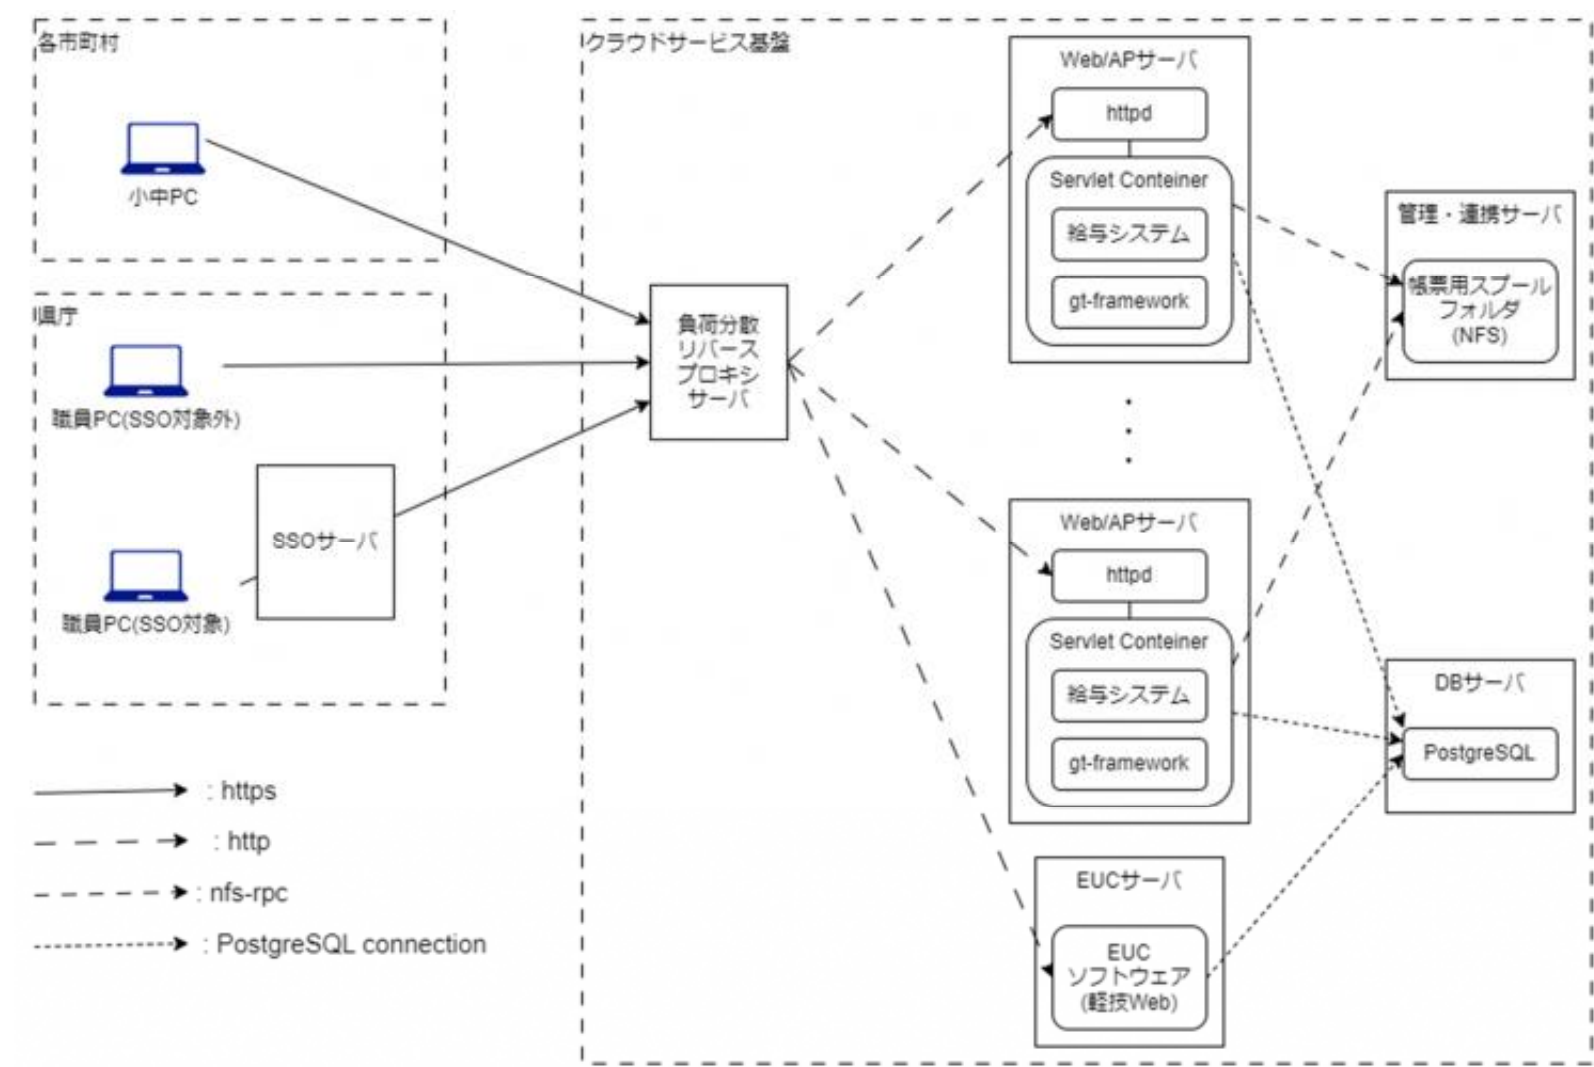 各市町村
小中PC
県庁
職員PC(SSO対象外)
SSOサーバ
職員PC(SSO対象)
: https
: http
: nfs-rpc
: PostgreSQL connection
クラウドサービス基盤
負荷分散
リバース
プロキシ
サーバ
Web/APサーバ
httpd
Servlet Conteiner
給与システム
gt-framework
Web/APサーバ
httpd
Servlet Conteiner
給与システム
gt-framework
EUCサーバ
EUC
ソフトウェア
(軽技Web)
管理・連携サーバ
帳票用スプール
フォルダ
(NFS)
DBサーバ
PostgreSQL